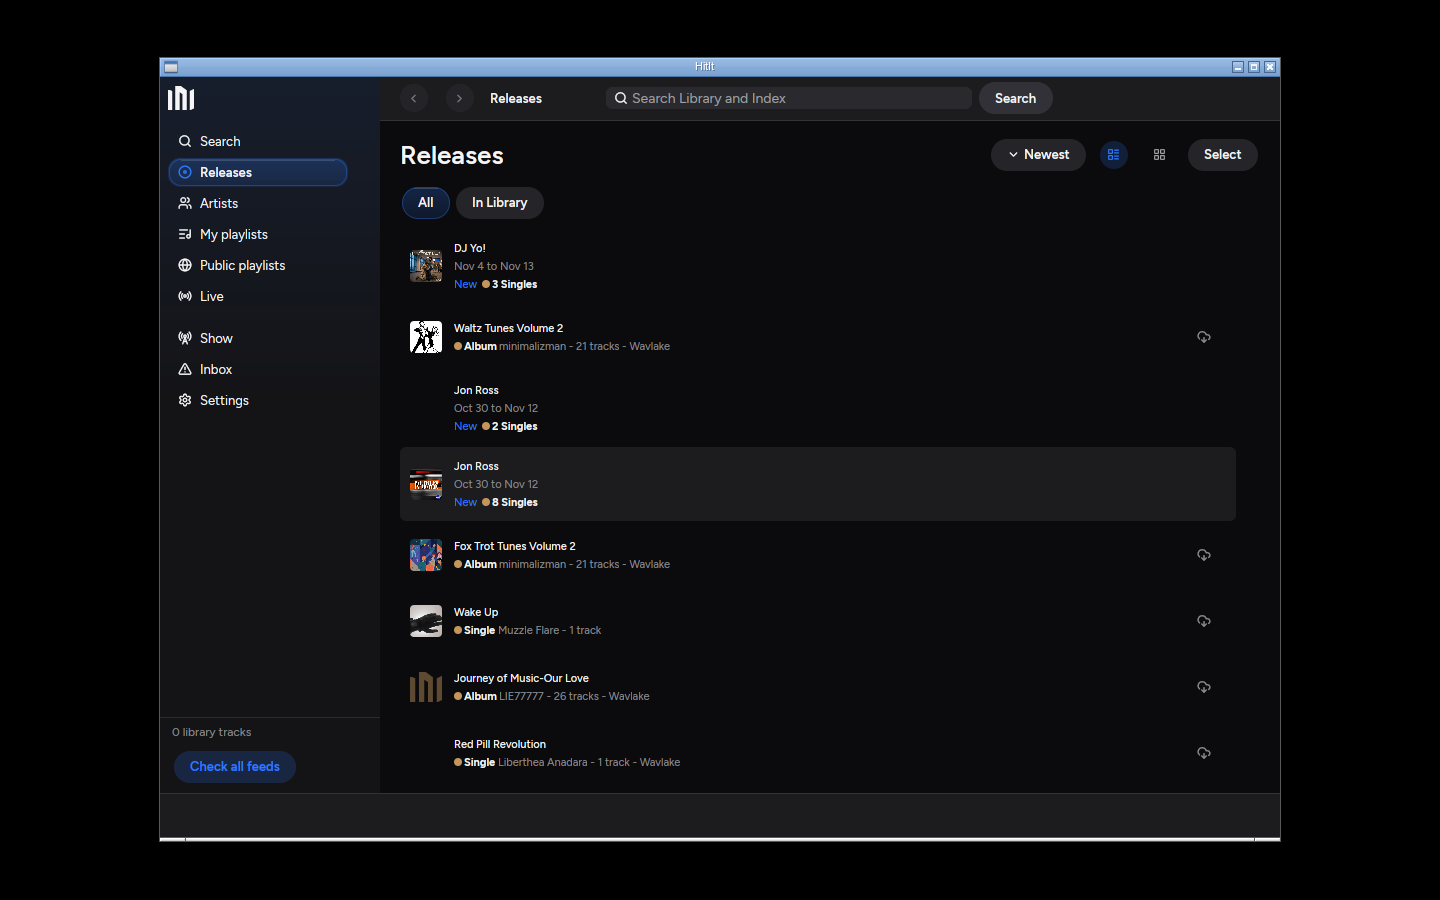 HitIt
Releases
Search Library and Index
Search
Search
Releases
Artists
My playlists
Public playlists
Live
Show
Inbox
Settings
0 library tracks
Check all feeds
Releases
Newest
Select
All
In Library
DJ Yo!
Nov 4 to Nov 13
New 3 Singles
Waltz Tunes Volume 2
Album minimalizman - 21 tracks - Wavlake
Jon Ross
Oct 30 to Nov 12
New 2 Singles
Jon Ross
Oct 30 to Nov 12
New 8 Singles
Fox Trot Tunes Volume 2
Album minimalizman - 21 tracks - Wavlake
Wake Up
Single Muzzle Flare - 1 track
Journey of Music-Our Love
Album LIE77777 - 26 tracks - Wavlake
Red Pill Revolution
Single Liberthea Anadara - 1 track - Wavlake